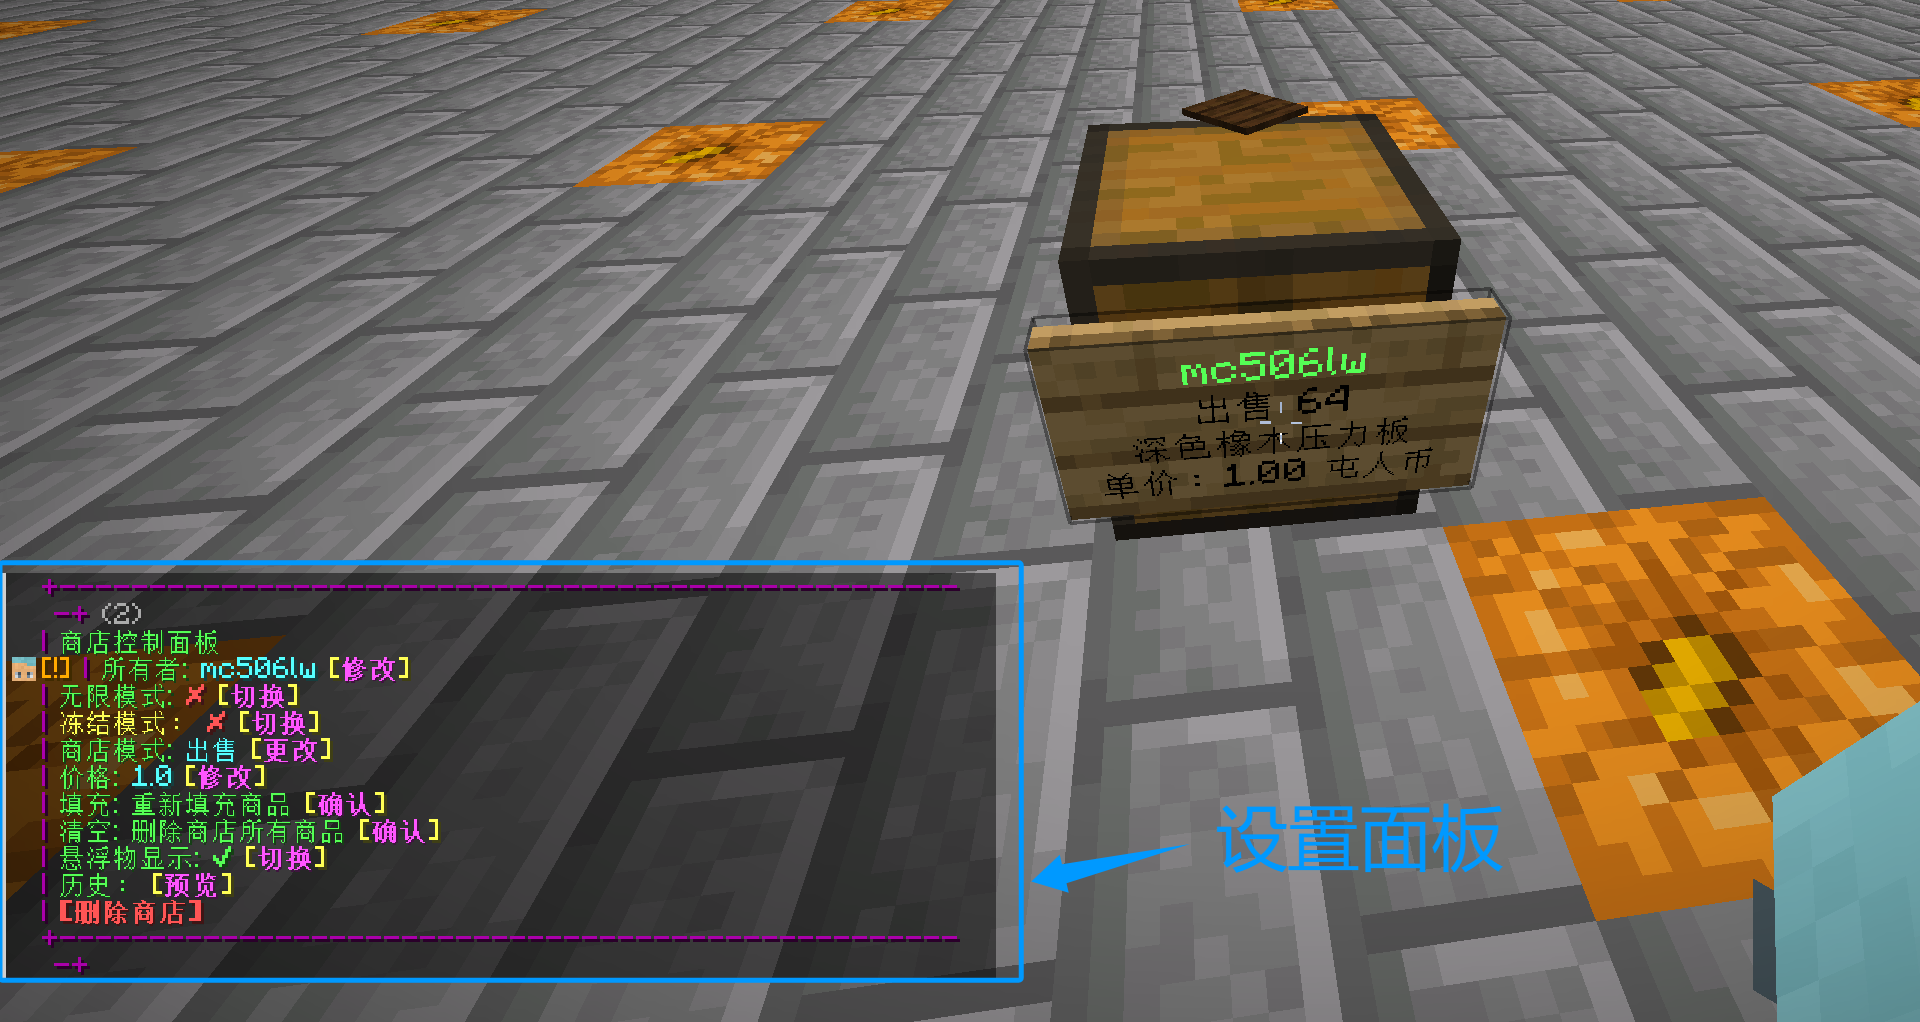 mc506lw
出售 64
深色橡木压力板
单价：1.00 屯人币
+--------------------------------------------------
-+ (2)
| 商店控制面板
[!] | 所有者: mc506lw [修改]
| 无限模式: ✘ [切换]
| 冻结模式： ✘ [切换]
| 商店模式: 出售 [更改]
| 价格: 1.0 [修改]
| 填充: 重新填充商品 [确认]
| 清空: 删除商店所有商品 [确认]
| 悬浮物显示: ✔ [切换]
| 历史： [预览]
| [删除商店]
+--------------------------------------------------
-+
设置面板